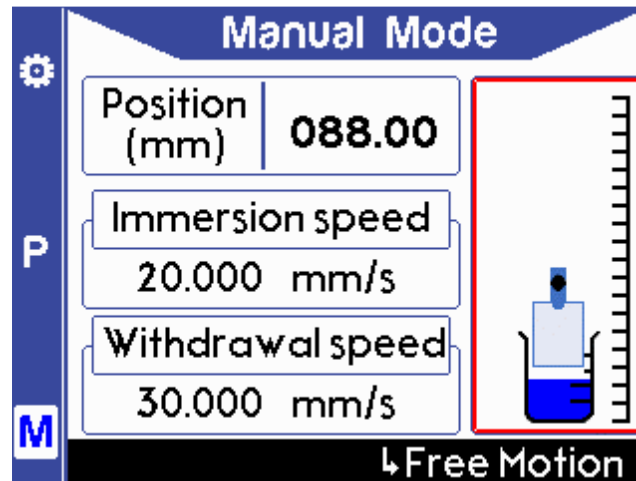 Manual Mode
Position
(mm)
088.00
Immersion speed
20.000 mm/s
P
Withdrawal speed
30.000 mm/s
M
↳Free Motion